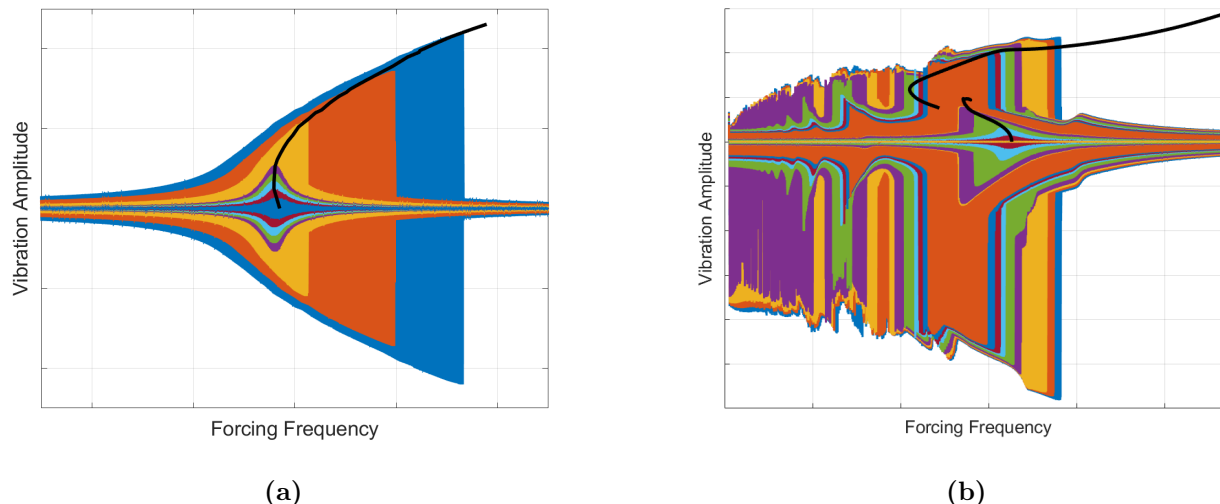 Vibration Amplitude
Forcing Frequency
(a)
Vibration Amplitude
Forcing Frequency
(b)